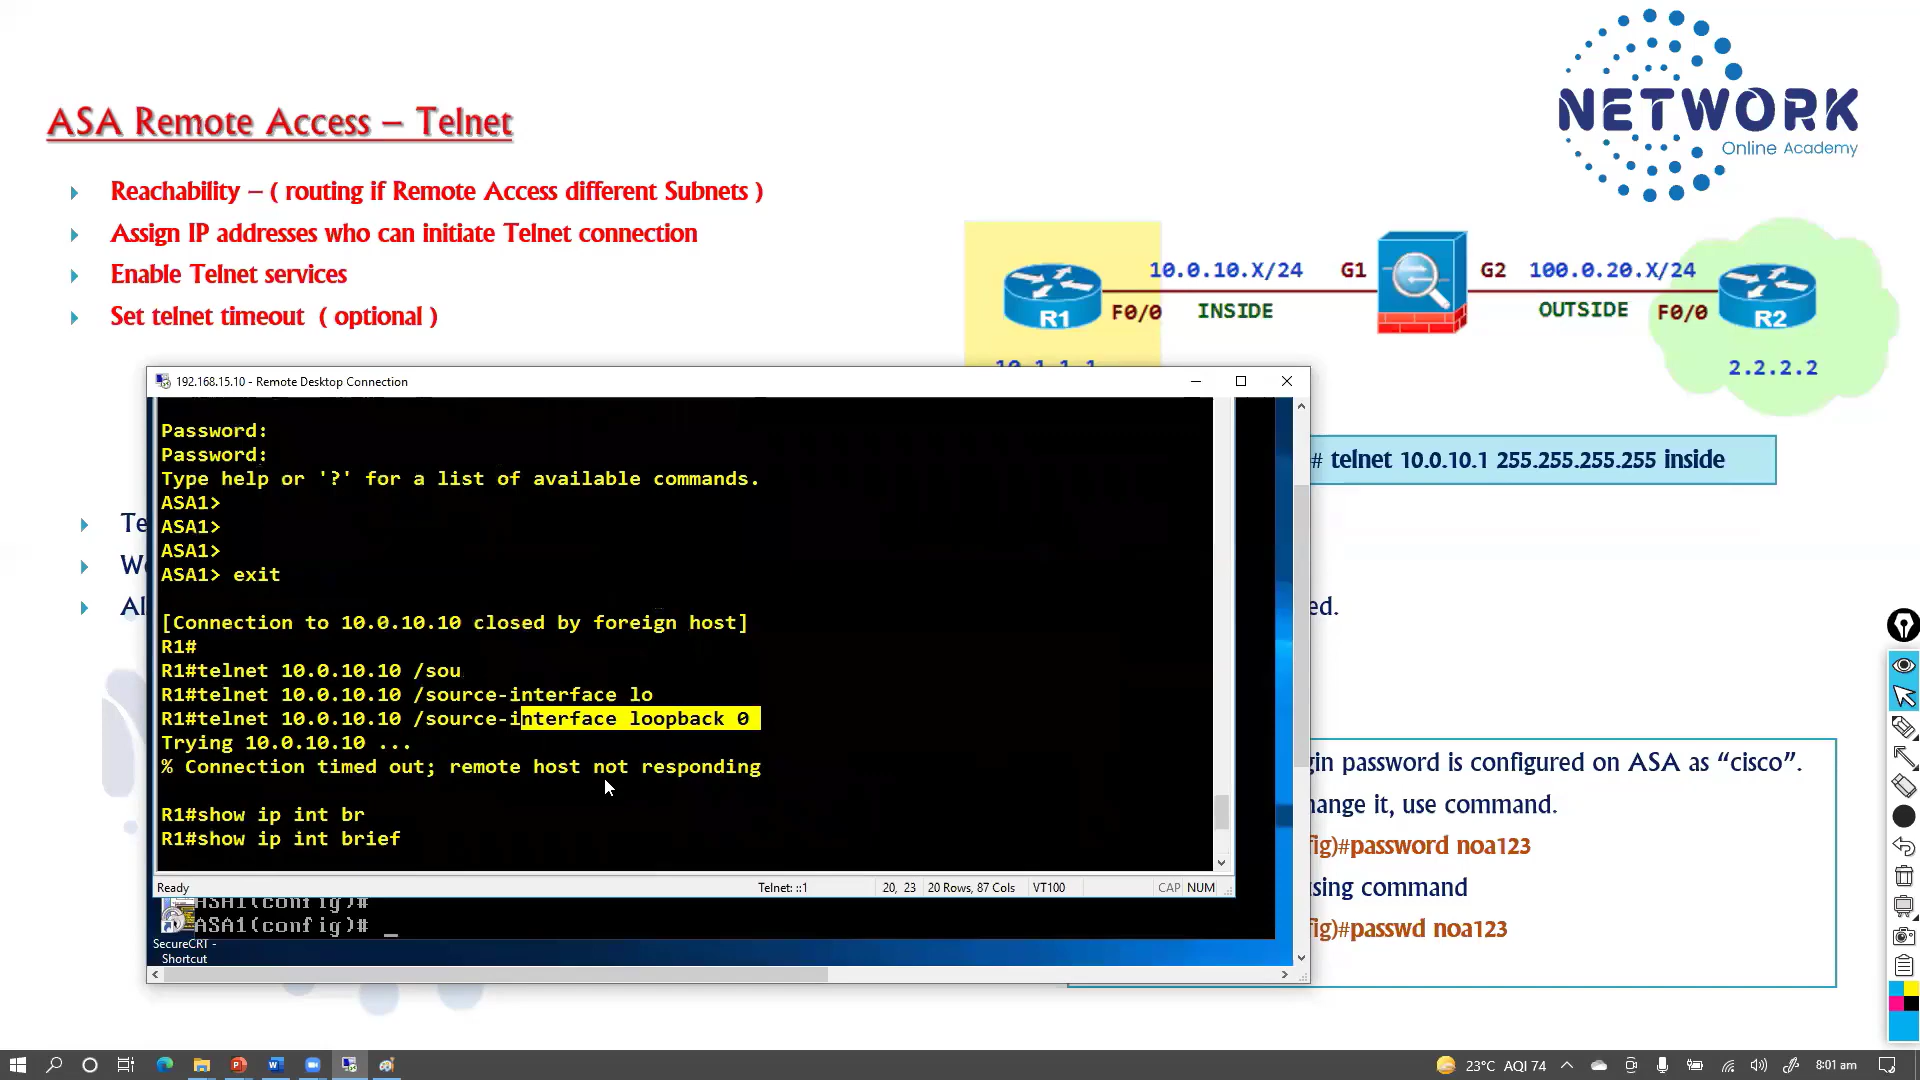 ASA Remote Access – Telnet
NETWORK
Online Academy
Reachability – ( routing if Remote Access different Subnets )
Assign IP addresses who can initiate Telnet connection
Enable Telnet services
Set telnet timeout ( optional )
10.0.10.X/24 G1 G2 100.0.20.X/24
R1 F0/0 INSIDE OUTSIDE F0/0 R2
10.1.1.1 2.2.2.2
192.168.15.10 - Remote Desktop Connection
# telnet 10.0.10.1 255.255.255.255 inside
Password:
Password:
Type help or '?' for a list of available commands.
ASA1>
ASA1>
ASA1>
ASA1> exit
[Connection to 10.0.10.10 closed by foreign host]
R1#
R1#telnet 10.0.10.10 /sou
R1#telnet 10.0.10.10 /source-interface lo
R1#telnet 10.0.10.10 /source-interface loopback 0
Trying 10.0.10.10 ...
% Connection timed out; remote host not responding
R1#show ip int br
R1#show ip int brief
Ready Telnet: ::1 20, 23 20 Rows, 87 Cols VT100 CAP NUM
ASA1(config)#
ASA1(config)# _
SecureCRT -
Shortcut
Te
We
Al
ed.
gin password is configured on ASA as “cisco”.
hange it, use command.
fig)#password noa123
sing command
fig)#passwd noa123
23°C AQI 74 8:01 am